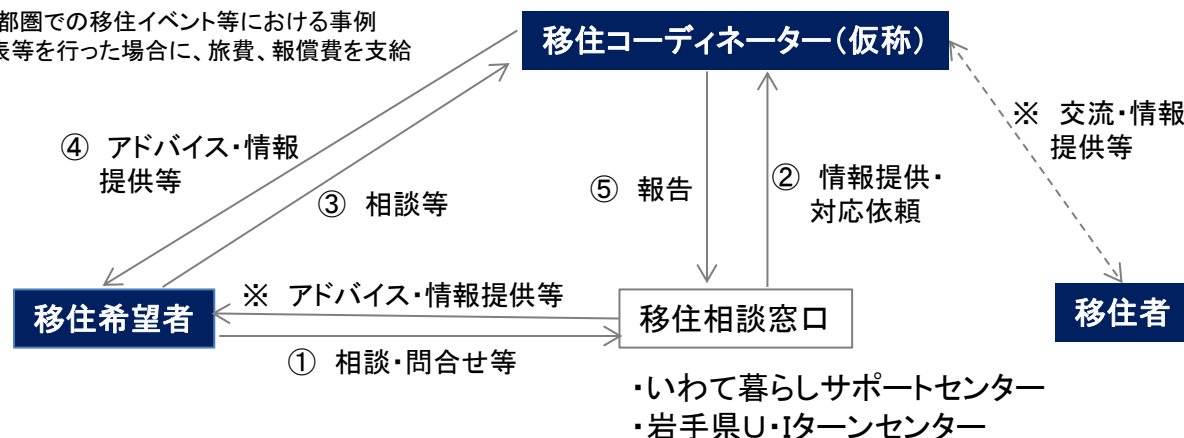 都圏での移住イベント等における事例
表等を行った場合に、旅費、報償費を支給
移住コーディネーター（仮称）
※ 交流・情報
提供等
④ アドバイス・情報
提供等
③ 相談等
⑤ 報告
② 情報提供・
対応依頼
※ アドバイス・情報提供等
移住希望者
移住相談窓口
移住者
① 相談・問合せ等
・いわて暮らしサポートセンター
・岩手県U・Iターンセンター